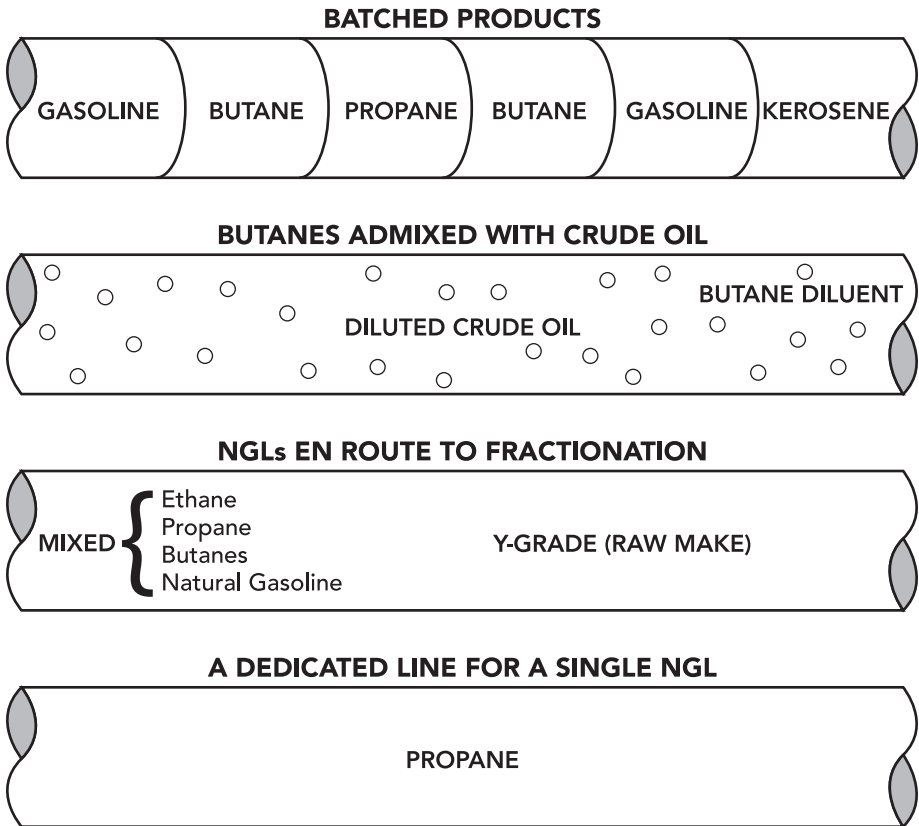 BATCHED PRODUCTS
GASOLINE BUTANE PROPANE BUTANE GASOLINE KEROSENE
BUTANES ADMIXED WITH CRUDE OIL
BUTANE DILUENT
DILUTED CRUDE OIL
NGLs EN ROUTE TO FRACTIONATION
MIXED { Ethane
Propane
Butanes
Natural Gasoline
Y-GRADE (RAW MAKE)
A DEDICATED LINE FOR A SINGLE NGL
PROPANE